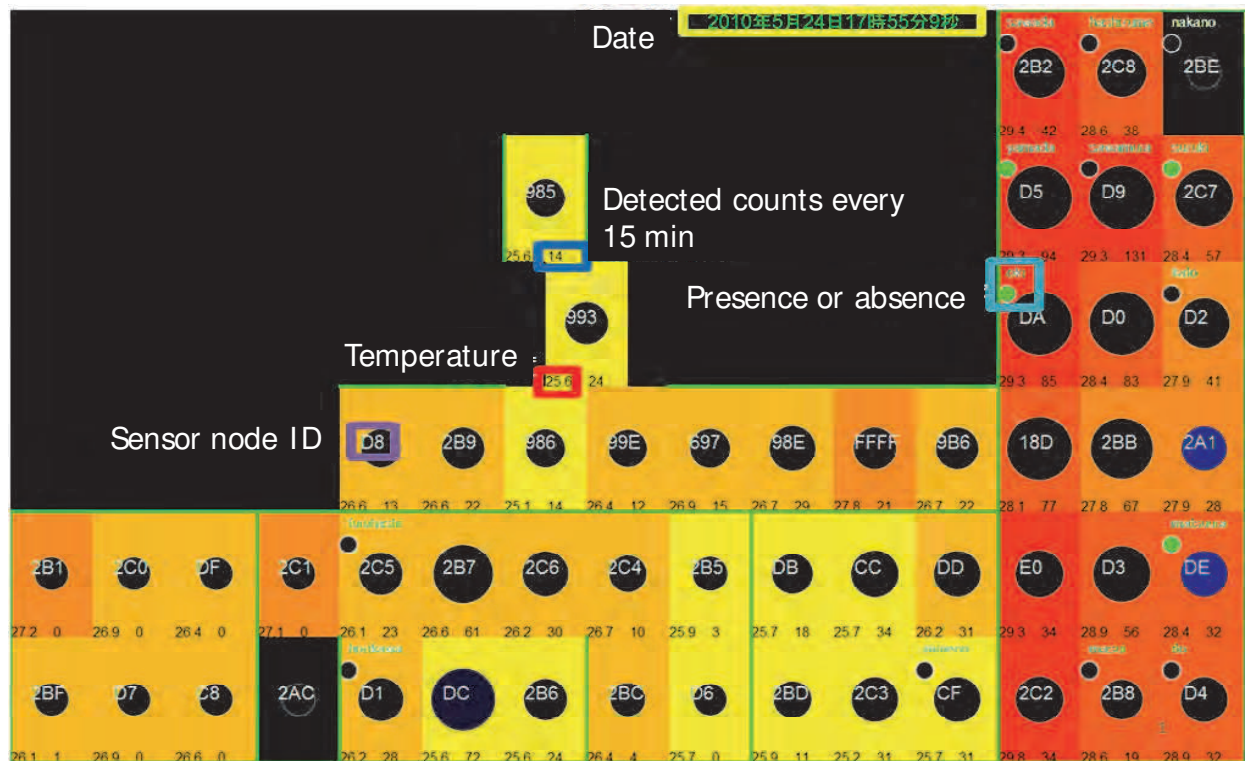 2010年5月24日17時55分9秒
Date
nakano
2B2 2C8 2BE
29.4 42 28.6 38
yamada sawamura suzuki
985 D5 D9 2C7
Detected counts every
15 min
25.6 14 29.3 94 29.3 131 28.4 57
Presence or absence
993 DA D0 D2
Temperature
25.6 24 29.3 85 28.4 83 27.9 41
Sensor node ID
D8 2B9 986 99E 697 98E FFFF 9B6 18D 2BB 2A1
26.6 13 26.6 22 25.1 14 26.4 12 26.9 15 26.7 29 27.8 21 26.7 22 28.1 77 27.8 67 27.9 28
2B1 2C0 DF 2C1 2C5 2B7 2C6 2C4 2B5 DB CC DD E0 D3 DE
27.2 0 26.9 0 26.4 0 27.1 0 26.1 23 26.6 61 26.2 30 26.7 10 25.9 3 25.7 18 25.7 34 26.2 31 29.3 34 28.9 56 28.4 32
2BF D7 C8 2AC D1 DC 2B6 2BC D6 2BD 2C3 CF 2C2 2B8 D4
26.1 1 26.9 0 26.6 0 26.2 28 25.6 72 25.6 24 26.4 4 25.7 0 25.9 11 25.2 31 25.7 31 29.8 34 28.6 19 28.9 32